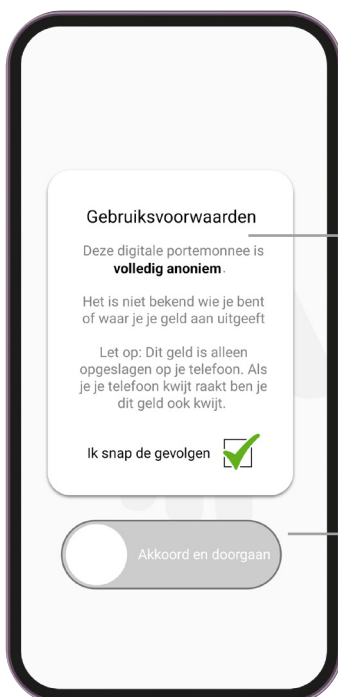 Gebruiksvoorwaarden
Deze digitale portemonnee is
volledig anoniem.
Het is niet bekend wie je bent
of waar je je geld aan uitgeeft
Let op: Dit geld is alleen
opgeslagen op je telefoon. Als
je je telefoon kwijt raakt ben je
dit geld ook kwijt.
Ik snap de gevolgen
Akkoord en doorgaan